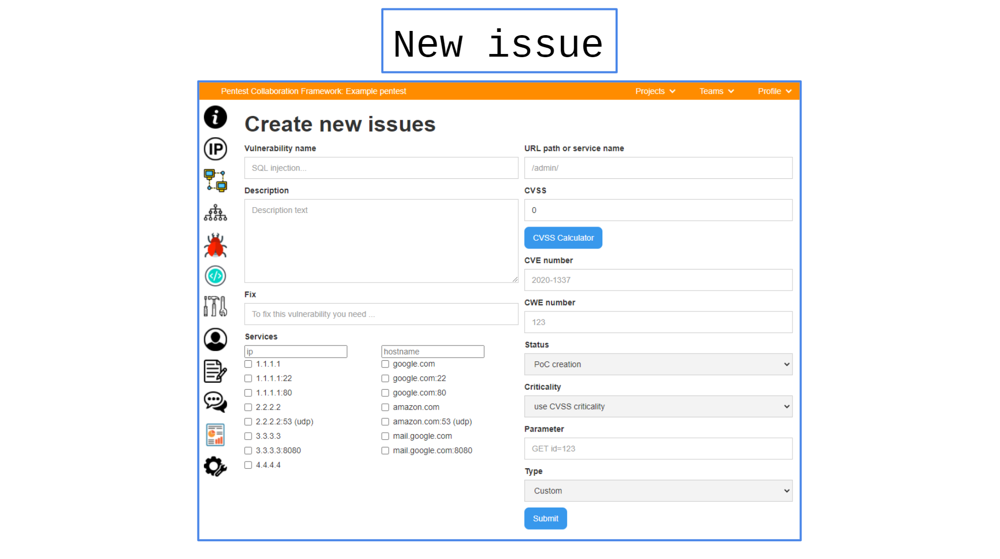 New issue
Pentest Collaboration Framework: Example pentest
Projects
Teams
Profile
i
IP
Create new issues
Vulnerability name
SQL injection...
Description
Description text
Fix
To fix this vulnerability you need ...
Services
ip
hostname
1.1.1.1
google.com
1.1.1.1:22
google.com:22
1.1.1.1:80
google.com:80
2.2.2.2
amazon.com
2.2.2.2:53 (udp)
amazon.com:53 (udp)
3.3.3.3
mail.google.com
3.3.3.3:8080
mail.google.com:8080
4.4.4.4
URL path or service name
/admin/
CVSS
0
CVSS Calculator
CVE number
2020-1337
CWE number
123
Status
PoC creation
Criticality
use CVSS criticality
Parameter
GET id=123
Type
Custom
Submit